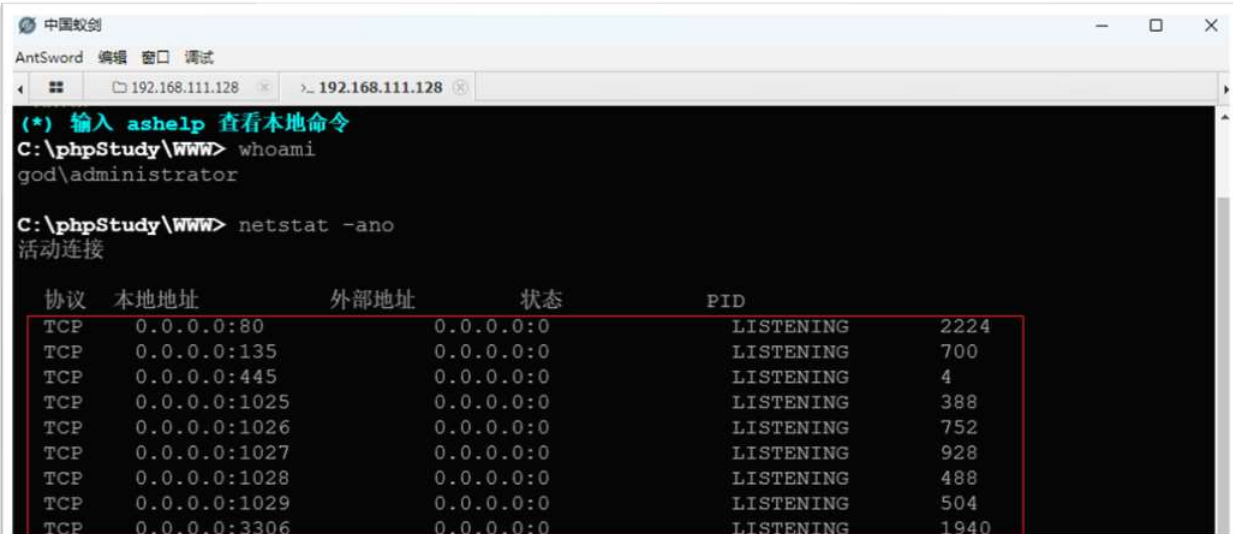 中国蚁剑
AntSword 编辑 窗口 调试
192.168.111.128 >_ 192.168.111.128
(*) 输入 ashelp 查看本地命令
C:\phpStudy\WWW> whoami
god\administrator
C:\phpStudy\WWW> netstat -ano
活动连接
协议 本地地址 外部地址 状态 PID
TCP 0.0.0.0:80 0.0.0.0:0 LISTENING 2224
TCP 0.0.0.0:135 0.0.0.0:0 LISTENING 700
TCP 0.0.0.0:445 0.0.0.0:0 LISTENING 4
TCP 0.0.0.0:1025 0.0.0.0:0 LISTENING 388
TCP 0.0.0.0:1026 0.0.0.0:0 LISTENING 752
TCP 0.0.0.0:1027 0.0.0.0:0 LISTENING 928
TCP 0.0.0.0:1028 0.0.0.0:0 LISTENING 488
TCP 0.0.0.0:1029 0.0.0.0:0 LISTENING 504
TCP 0.0.0.0:3306 0.0.0.0:0 LISTENING 1940